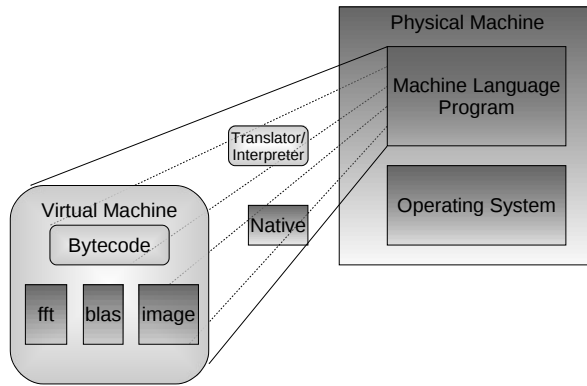 Physical Machine
Machine Language
Program
Translator/
Interpreter
Operating System
Virtual Machine
Native
Bytecode
fft
blas
image